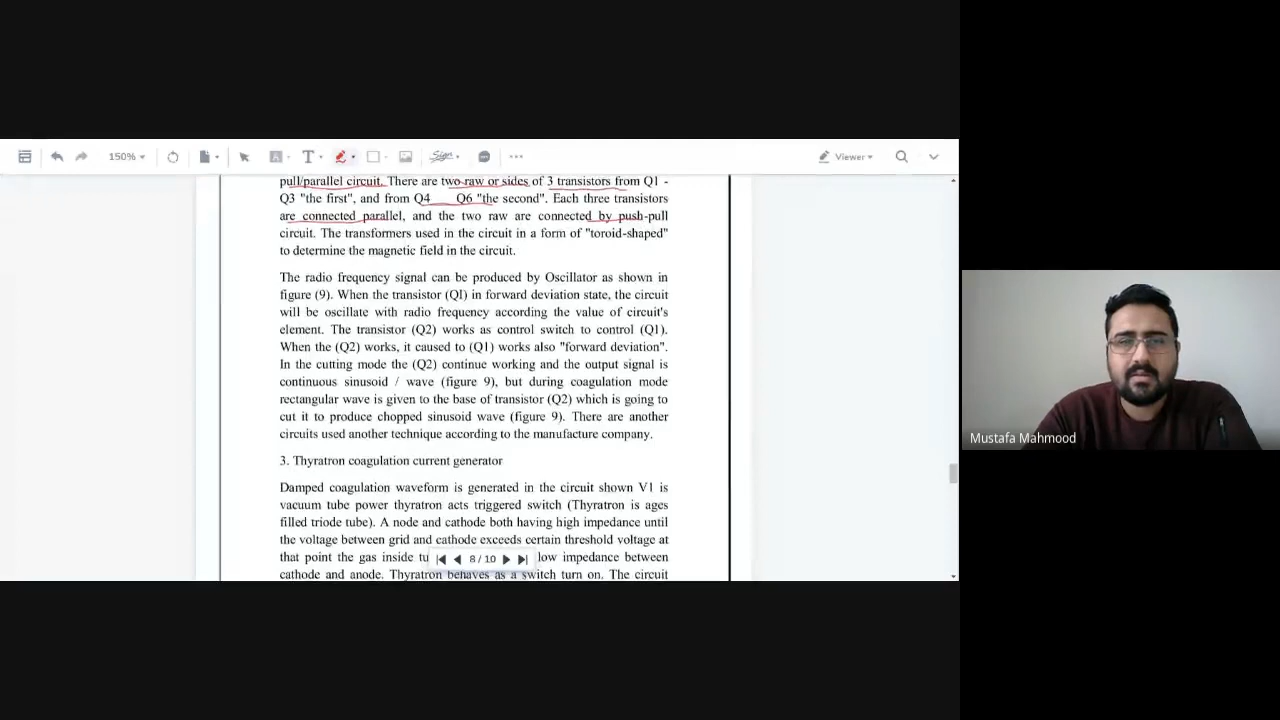 150%
T
Sign
Viewer
pull/parallel circuit. There are two raw or sides of 3 transistors from Q1 -
Q3 "the first", and from Q4 Q6 "the second". Each three transistors
are connected parallel, and the two raw are connected by push-pull
circuit. The transformers used in the circuit in a form of "toroid-shaped"
to determine the magnetic field in the circuit.
The radio frequency signal can be produced by Oscillator as shown in
figure (9). When the transistor (Ql) in forward deviation state, the circuit
will be oscillate with radio frequency according the value of circuit's
element. The transistor (Q2) works as control switch to control (Q1).
When the (Q2) works, it caused to (Q1) works also "forward deviation".
In the cutting mode the (Q2) continue working and the output signal is
continuous sinusoid / wave (figure 9), but during coagulation mode
rectangular wave is given to the base of transistor (Q2) which is going to
cut it to produce chopped sinusoid wave (figure 9). There are another
circuits used another technique according to the manufacture company.
3. Thyratron coagulation current generator
Damped coagulation waveform is generated in the circuit shown V1 is
vacuum tube power thyratron acts triggered switch (Thyratron is ages
filled triode tube). A node and cathode both having high impedance until
the voltage between grid and cathode exceeds certain threshold voltage at
that point the gas inside low impedance between
8 / 10
cathode and anode. Thyratron behaves as a switch turn on. The circuit
Mustafa Mahmood